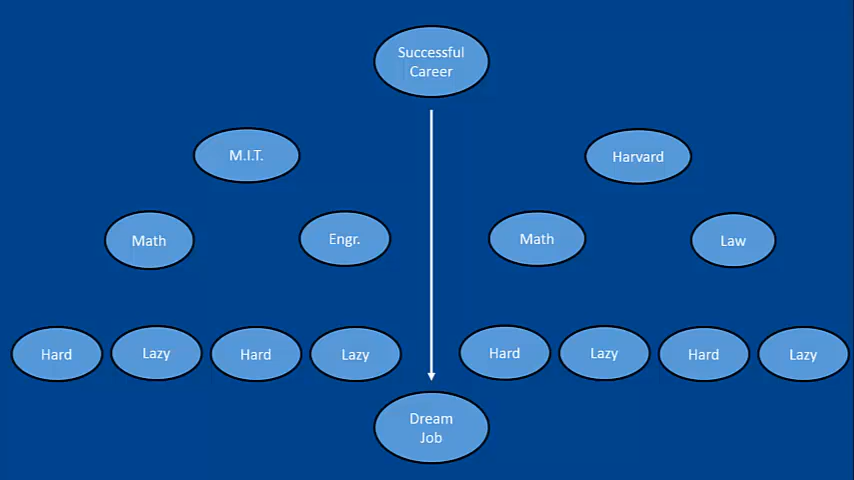 Successful
Career
M.I.T.
Harvard
Math
Engr.
Math
Law
Hard
Lazy
Hard
Lazy
Hard
Lazy
Hard
Lazy
Dream
Job